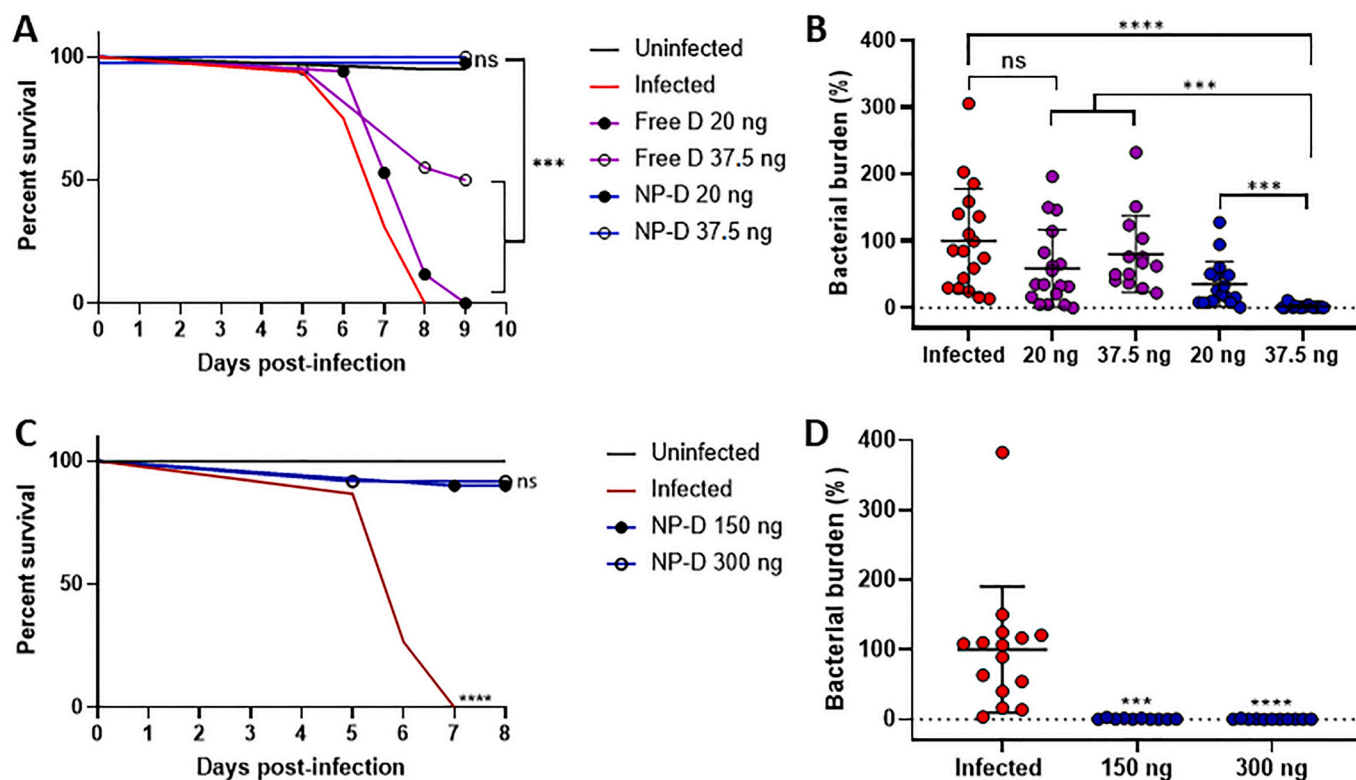 A
Percent survival
100
50
0
0 1 2 3 4 5 6 7 8 9 10
Days post-infection
ns
***
Uninfected
Infected
Free D 20 ng
Free D 37.5 ng
NP-D 20 ng
NP-D 37.5 ng
B
Bacterial burden (%)
400
300
200
100
0
****
ns
***
***
Infected 20 ng 37.5 ng 20 ng 37.5 ng
C
Percent survival
100
50
0
0 1 2 3 4 5 6 7 8
Days post-infection
ns
****
Uninfected
Infected
NP-D 150 ng
NP-D 300 ng
D
Bacterial burden (%)
400
300
200
100
0
*** ****
Infected 150 ng 300 ng